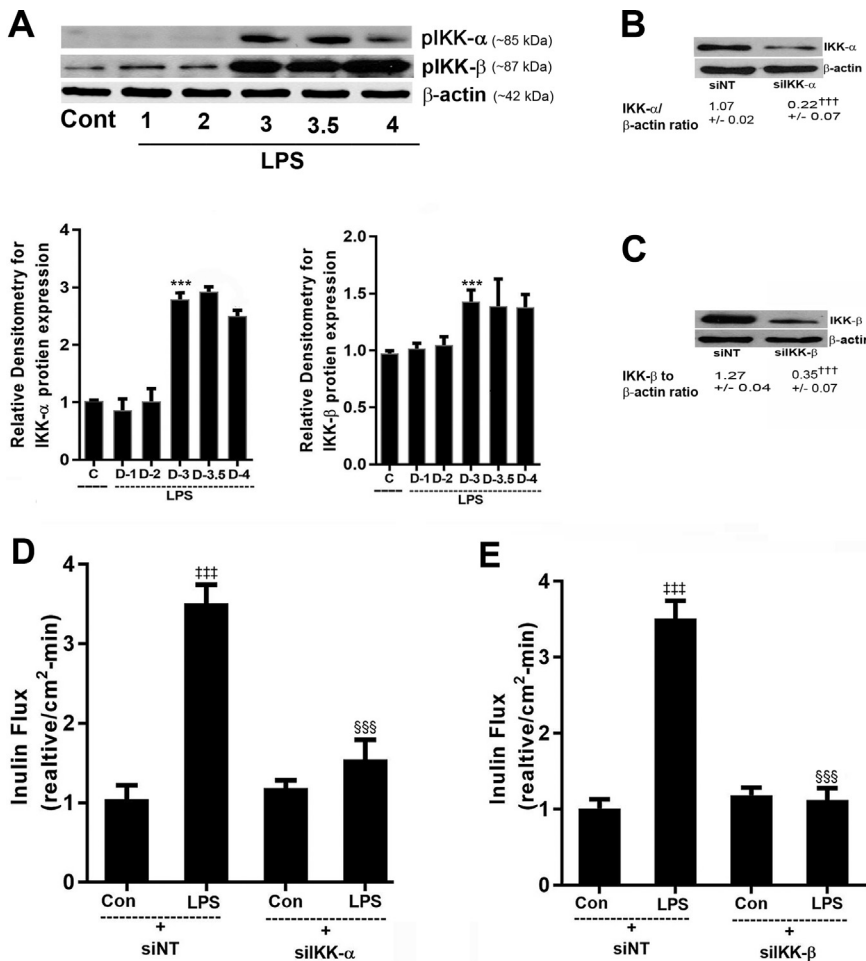 A
pIKK-α (~85 kDa)
pIKK-β (~87 kDa)
β-actin (~42 kDa)
Cont 1 2 3 3.5 4
LPS
B
IKK-α
β-actin
siNT siIKK-α
IKK-α/ 1.07 0.22†††
β-actin ratio +/- 0.02 +/- 0.07
Relative Densitometry for
IKK-α protien expression
4
3
2
1
0
***
C D-1 D-2 D-3 D-3.5 D-4
LPS
Relative Densitometry for
IKK-β protien expression
2.0
1.5
1.0
0.5
0.0
***
C D-1 D-2 D-3 D-3.5 D-4
LPS
C
IKK-β
β-actin
siNT siIKK-β
IKK-β to 1.27 0.35†††
β-actin ratio +/- 0.04 +/- 0.07
D
Inulin Flux
(realtive/cm²-min)
4
3
2
1
0
‡‡‡
§§§
Con LPS Con LPS
+ +
siNT siIKK-α
E
Inulin Flux
(realtive/cm²-min)
4
3
2
1
0
‡‡‡
§§§
Con LPS Con LPS
+ +
siNT siIKK-β